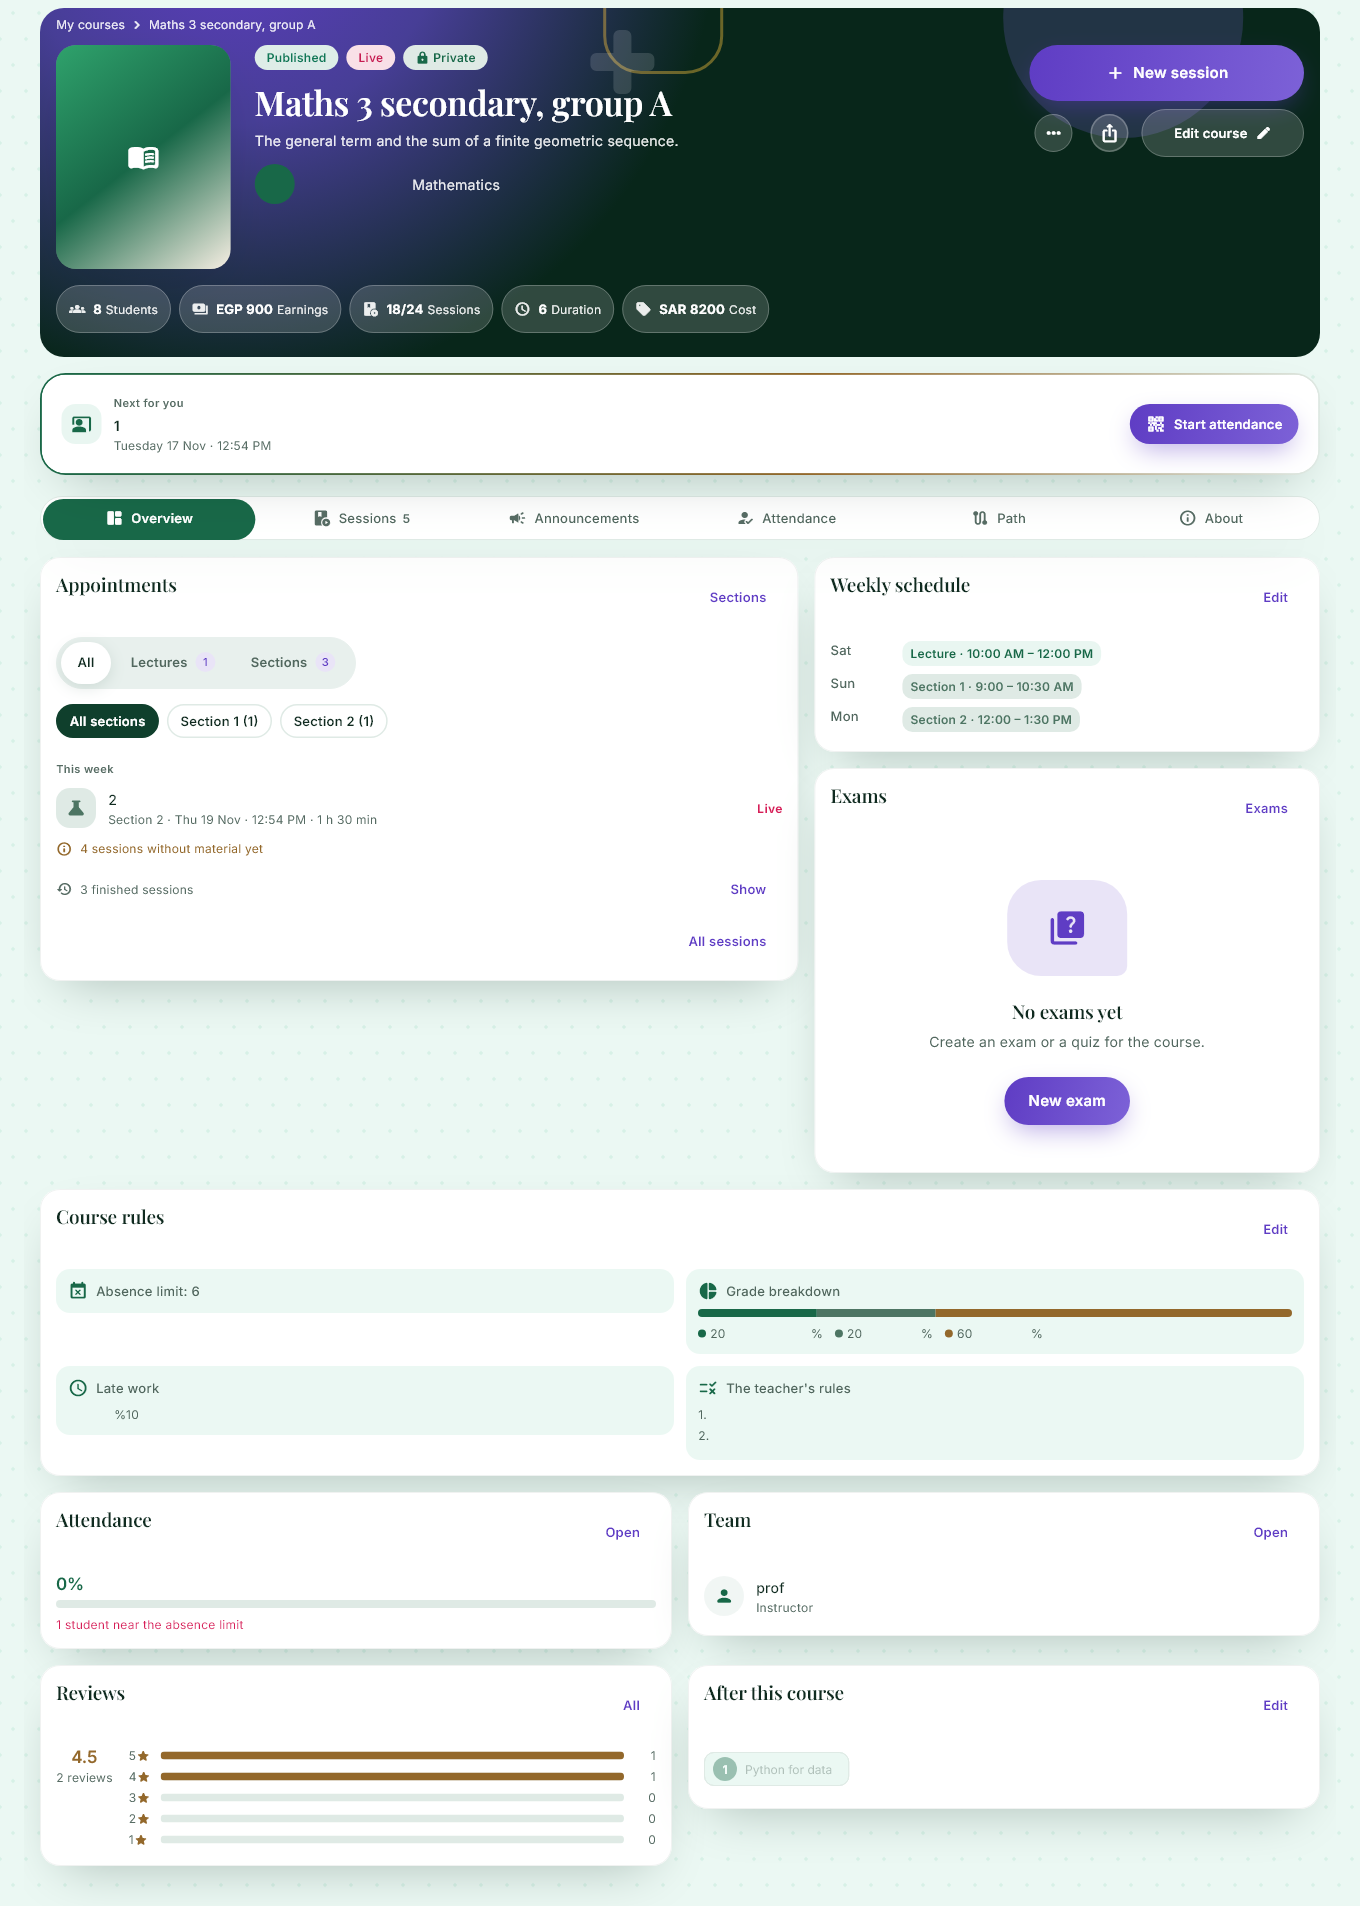 My courses > Maths 3 secondary, group A
Published Live Private
Maths 3 secondary, group A
The general term and the sum of a finite geometric sequence.
Mathematics
New session
Edit course
8 Students
EGP 900 Earnings
18/24 Sessions
6 Duration
SAR 8200 Cost
Next for you
1
Tuesday 17 Nov · 12:54 PM
Start attendance
Overview
Sessions 5
Announcements
Attendance
Path
About
Appointments
Sections
All
Lectures 1
Sections 3
All sections
Section 1 (1)
Section 2 (1)
This week
2
Section 2 · Thu 19 Nov · 12:54 PM · 1 h 30 min
Live
4 sessions without material yet
3 finished sessions
Show
All sessions
Weekly schedule
Edit
Sat Lecture · 10:00 AM – 12:00 PM
Sun Section 1 · 9:00 – 10:30 AM
Mon Section 2 · 12:00 – 1:30 PM
Exams
Exams
No exams yet
Create an exam or a quiz for the course.
New exam
Course rules
Edit
Absence limit: 6
Grade breakdown
20 % 20 % 60 %
Late work
%10
The teacher's rules
1.
2.
Attendance
Open
0%
1 student near the absence limit
Team
Open
prof
Instructor
Reviews
All
4.5
2 reviews
5 1
4 1
3 0
2 0
1 0
After this course
Edit
1 Python for data